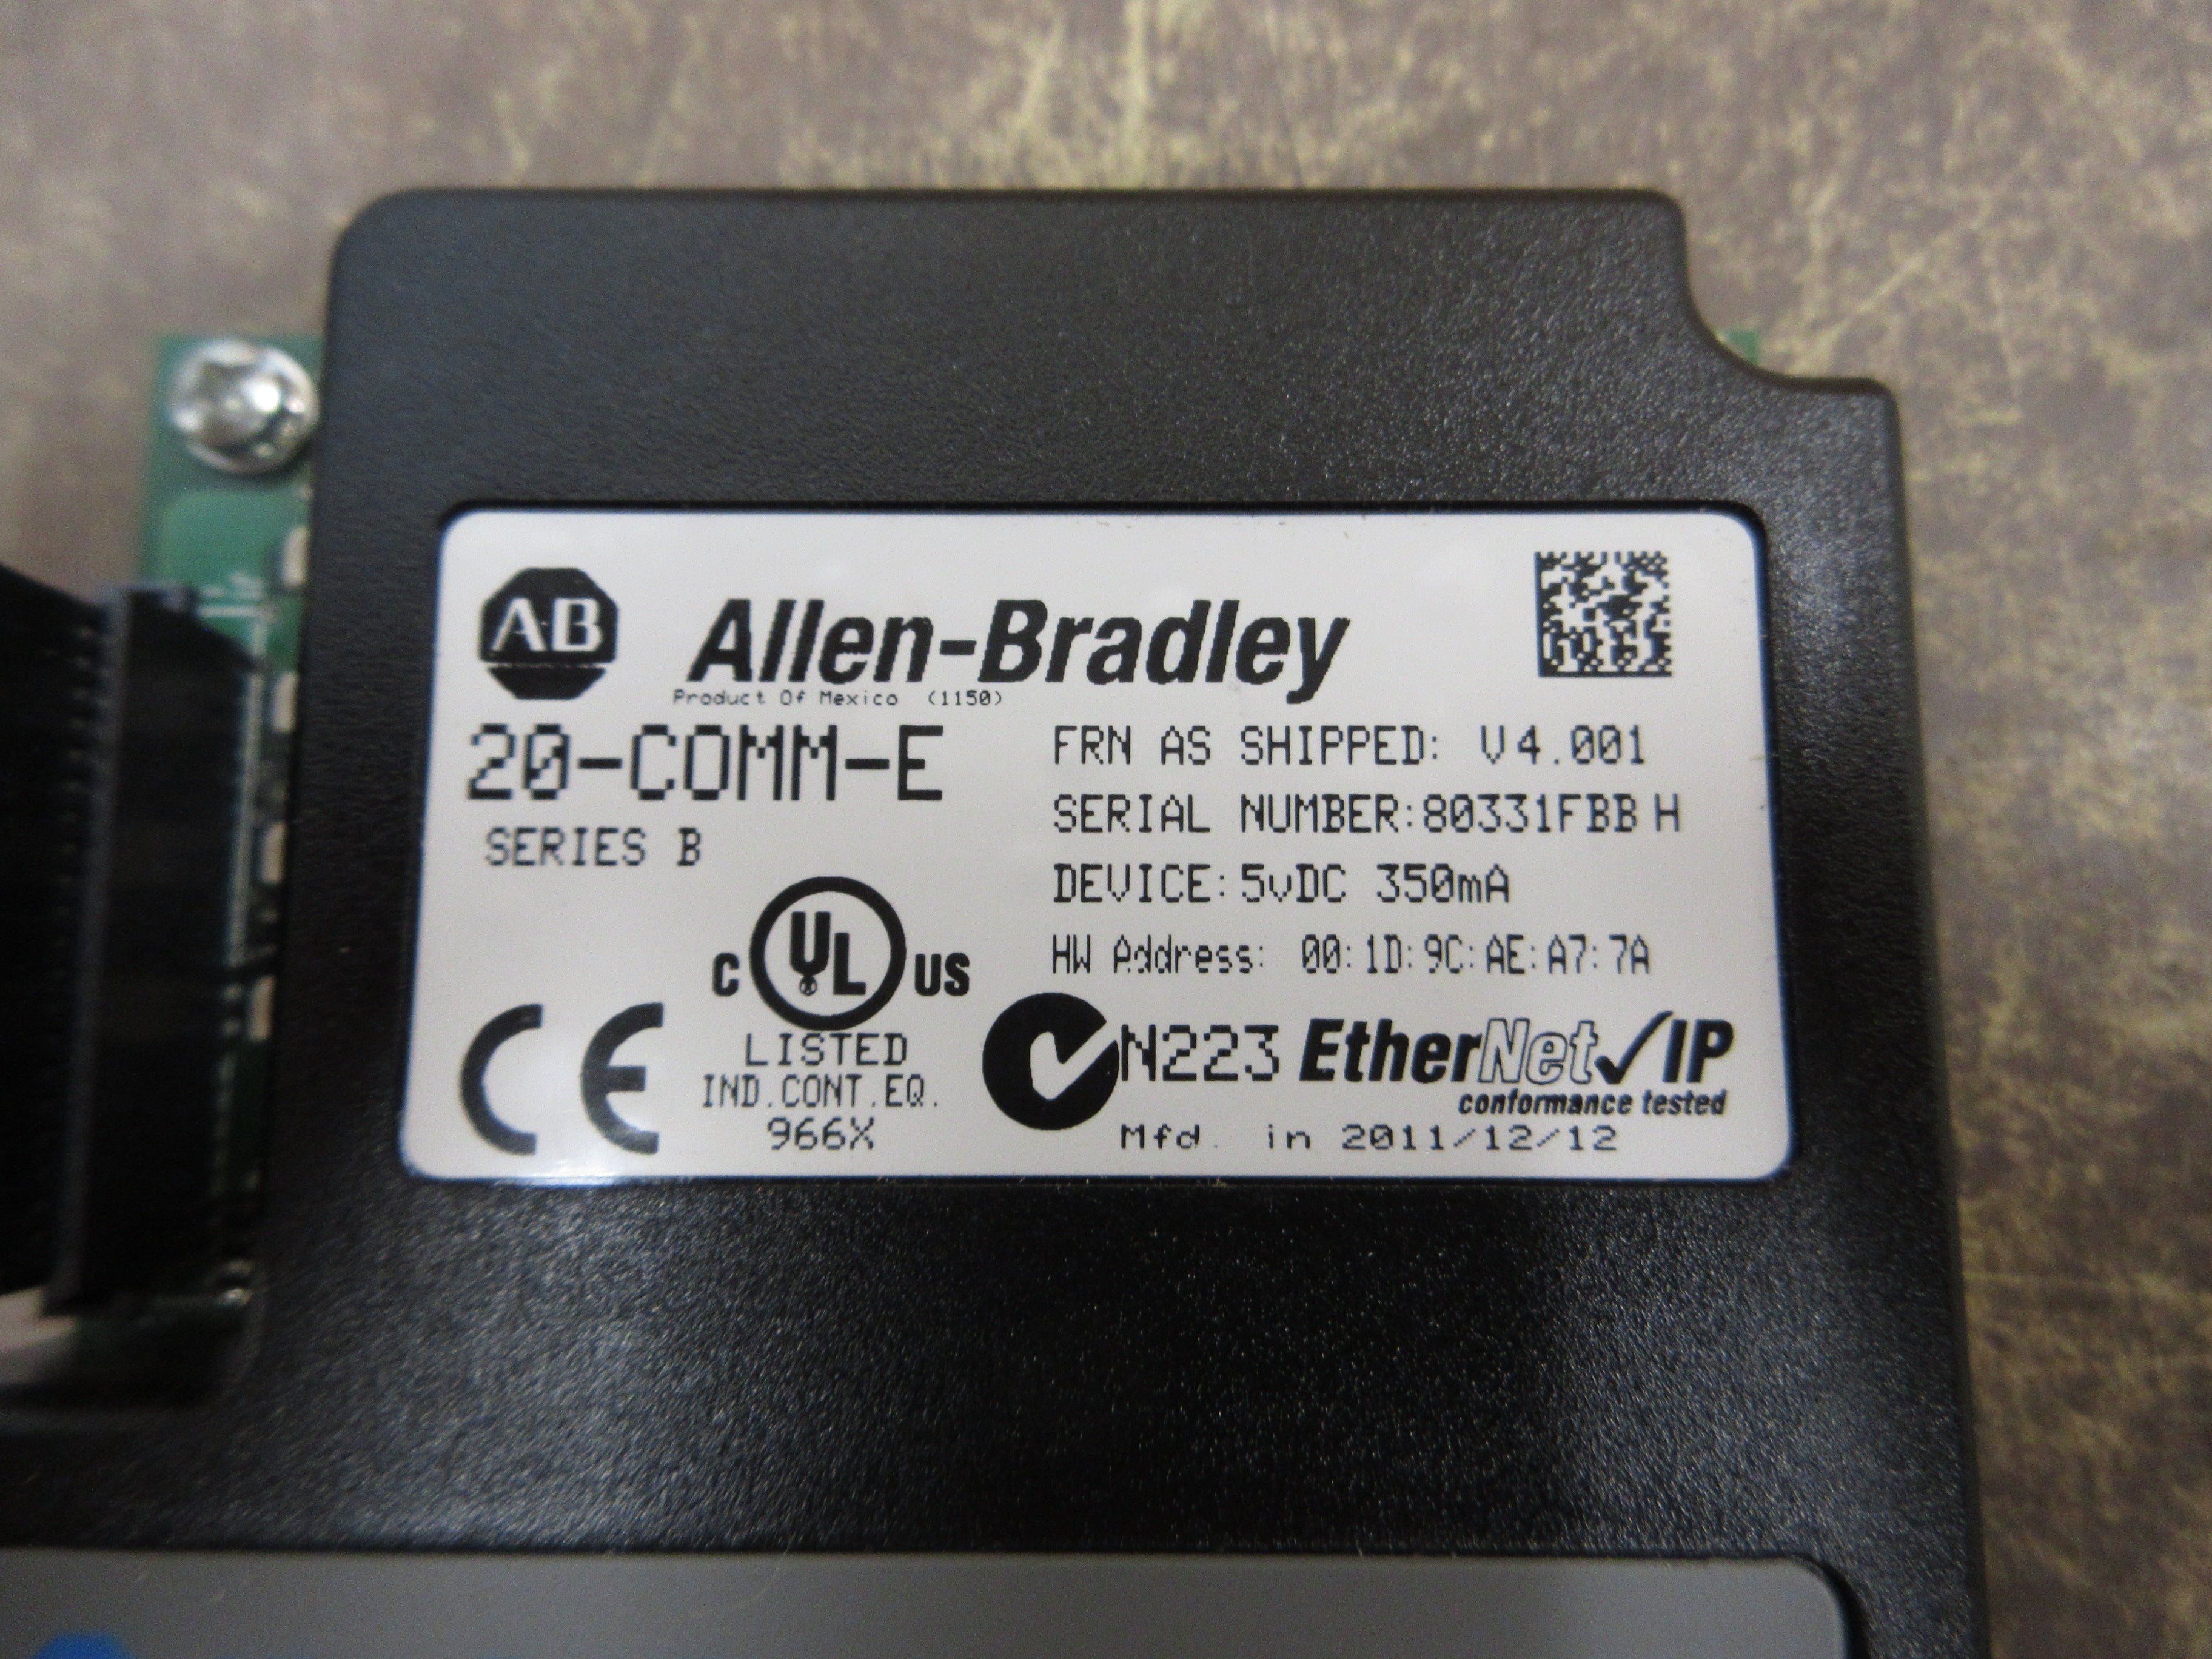 AB
Allen-Bradley
Product Of Mexico (1150)
20-COMM-E
SERIES B
FRN AS SHIPPED: V4.001
SERIAL NUMBER:80331FBB H
DEVICE:5vDC 350mA
HW Address: 00:1D:9C:AE:A7:7A
C UL US
LISTED
IND.CONT.EQ.
966X
CE
N223
EtherNet/IP
conformance tested
Mfd. in 2011/12/12